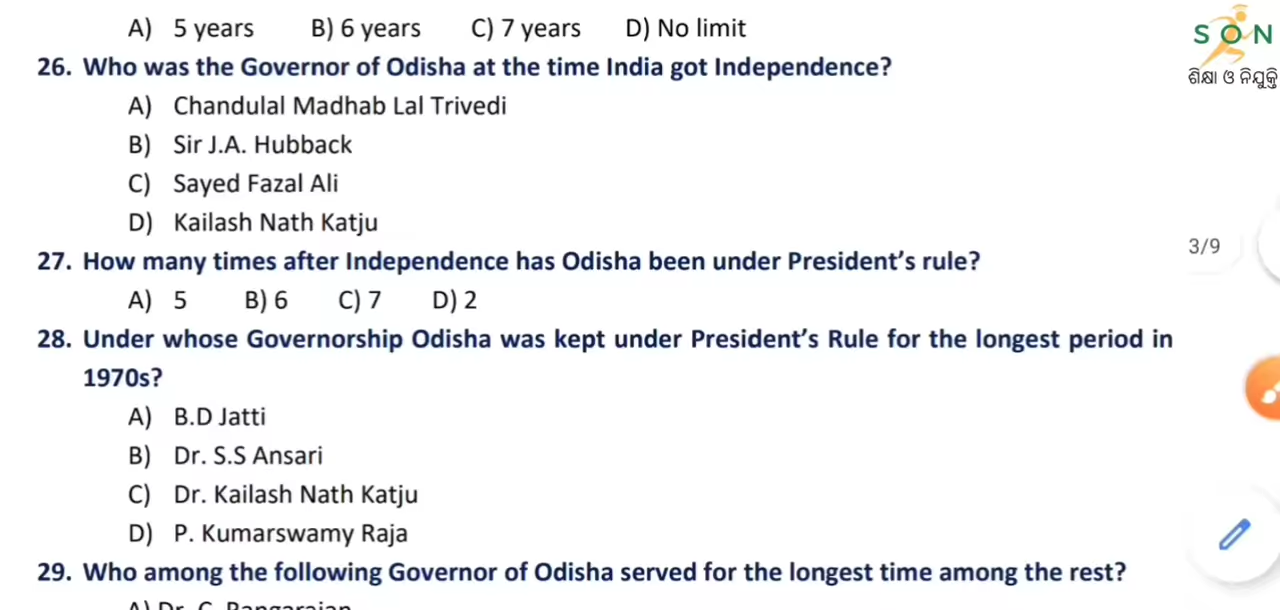 A) 5 years B) 6 years C) 7 years D) No limit
S O N
ଶିକ୍ଷା ଓ ନିଯୁକ୍ତି
26. Who was the Governor of Odisha at the time India got Independence?
A) Chandulal Madhab Lal Trivedi
B) Sir J.A. Hubback
C) Sayed Fazal Ali
D) Kailash Nath Katju
3/9
27. How many times after Independence has Odisha been under President's rule?
A) 5 B) 6 C) 7 D) 2
28. Under whose Governorship Odisha was kept under President's Rule for the longest period in
1970s?
A) B.D Jatti
B) Dr. S.S Ansari
C) Dr. Kailash Nath Katju
D) P. Kumarswamy Raja
29. Who among the following Governor of Odisha served for the longest time among the rest?
A) Dr. C. Rangarajan